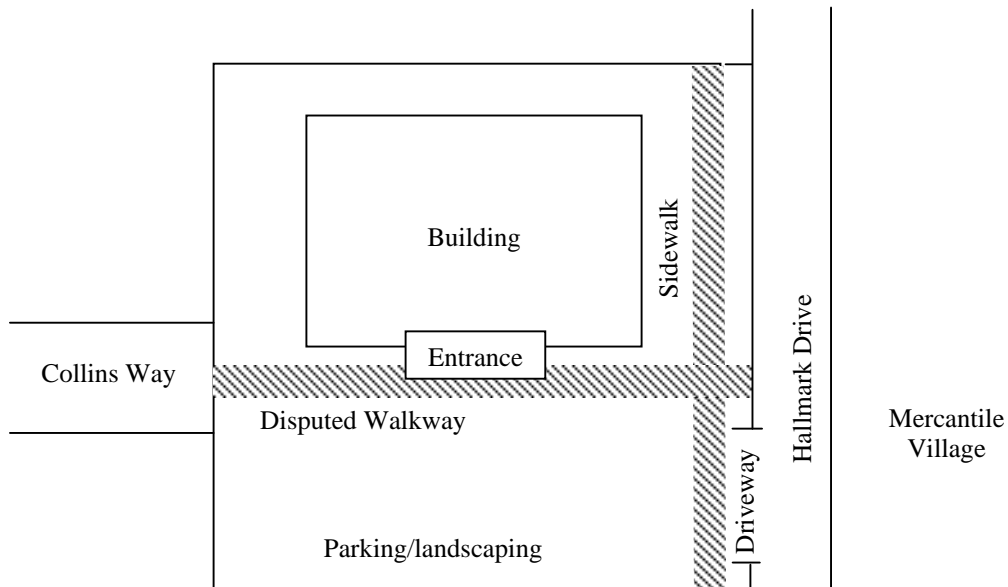 Building
Sidewalk
Entrance
Collins Way
Disputed Walkway
Hallmark Drive
Mercantile
Village
Driveway
Parking/landscaping